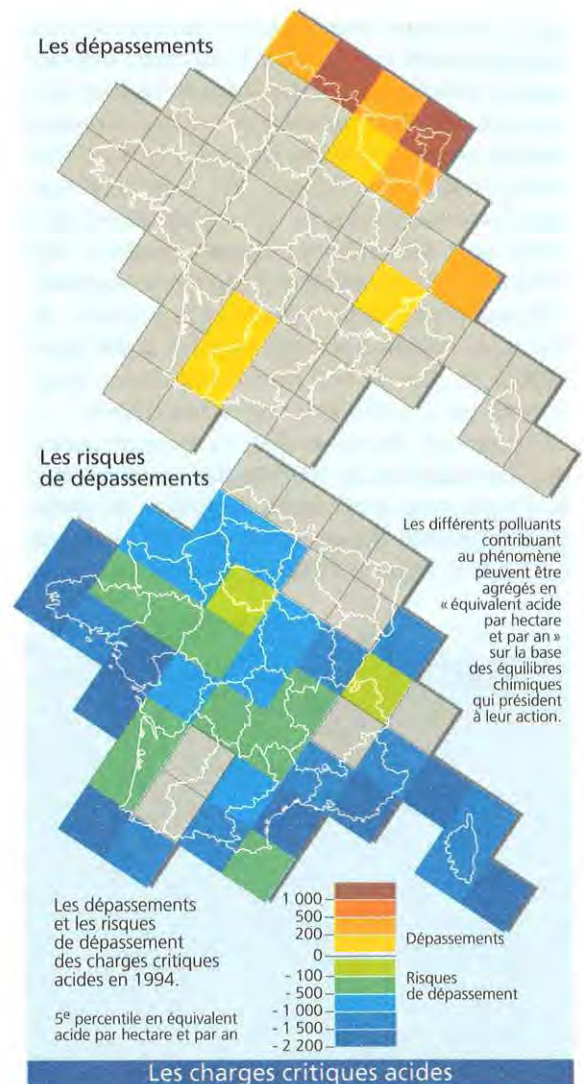 Les dépassements
Les risques
de dépassements
Les différents polluants
contribuant
au phénomène
peuvent être
agrégés en
« équivalent acide
par hectare
et par an »
sur la base
des équilibres
chimiques
qui président
à leur action.
Les dépassements
et les risques
de dépassement
des charges critiques
acides en 1994.
5e percentile en équivalent
acide par hectare et par an
1 000
500
200
0
- 100
- 500
- 1 000
- 1 500
- 2 200
Dépassements
Risques
de dépassement
Les charges critiques acides